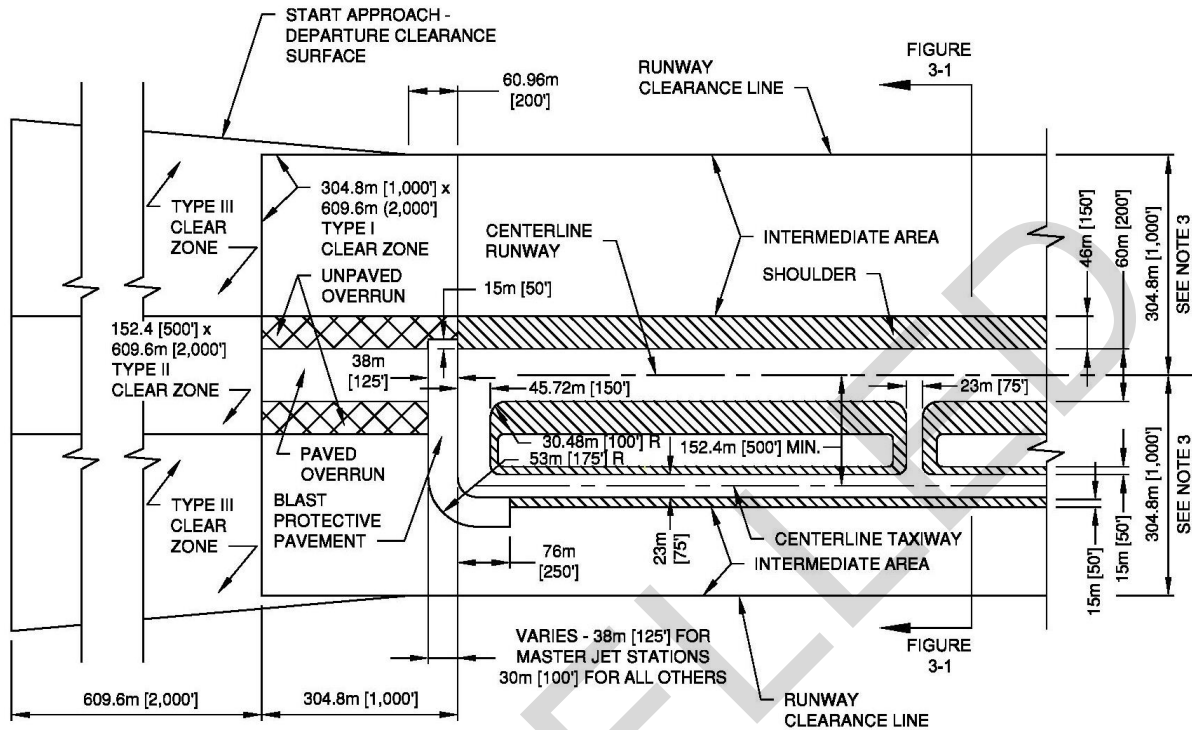 START APPROACH -
DEPARTURE CLEARANCE
SURFACE
60.96m
[200']
RUNWAY
CLEARANCE LINE
FIGURE
3-1
TYPE III
CLEAR
ZONE
304.8m [1,000'] x
609.6m (2,000')
TYPE I
CLEAR ZONE
UNPAVED
OVERRUN
CENTERLINE
RUNWAY
INTERMEDIATE AREA
SHOULDER
15m [50']
46m [150']
60m [200']
304.8m [1,000']
SEE NOTE 3
152.4 [500'] x
609.6m [2,000']
TYPE II
CLEAR ZONE
38m
[125']
45.72m [150']
23m [75']
30.48m [100'] R
53m [175'] R
152.4m [500'] MIN.
PAVED
OVERRUN
TYPE III
CLEAR
ZONE
BLAST
PROTECTIVE
PAVEMENT
76m
[250']
23m
[75']
CENTERLINE TAXIWAY
INTERMEDIATE AREA
15m [50']
15m [50']
304.8m [1,000']
SEE NOTE 3
VARIES - 38m [125'] FOR
MASTER JET STATIONS
30m [100'] FOR ALL OTHERS
FIGURE
3-1
RUNWAY
CLEARANCE LINE
609.6m [2,000']
304.8m [1,000']